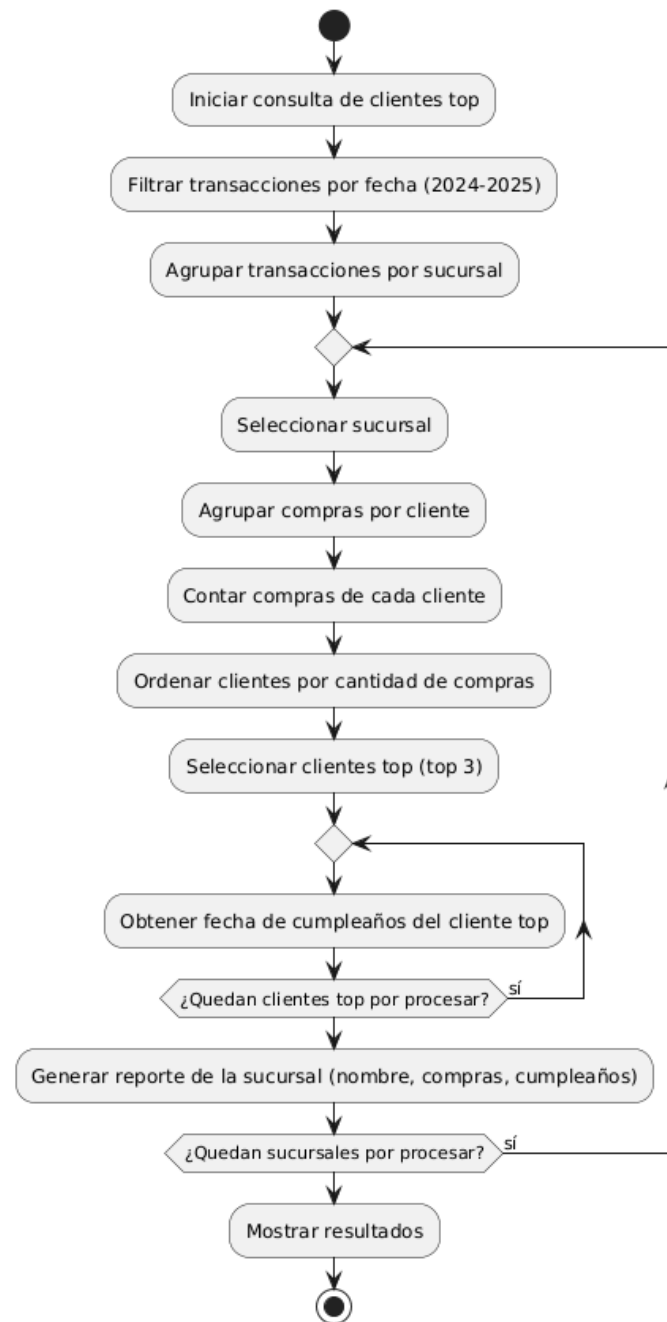 Iniciar consulta de clientes top
Filtrar transacciones por fecha (2024-2025)
Agrupar transacciones por sucursal
Seleccionar sucursal
Agrupar compras por cliente
Contar compras de cada cliente
Ordenar clientes por cantidad de compras
Seleccionar clientes top (top 3)
Obtener fecha de cumpleaños del cliente top
¿Quedan clientes top por procesar?
sí
Generar reporte de la sucursal (nombre, compras, cumpleaños)
¿Quedan sucursales por procesar?
sí
Mostrar resultados